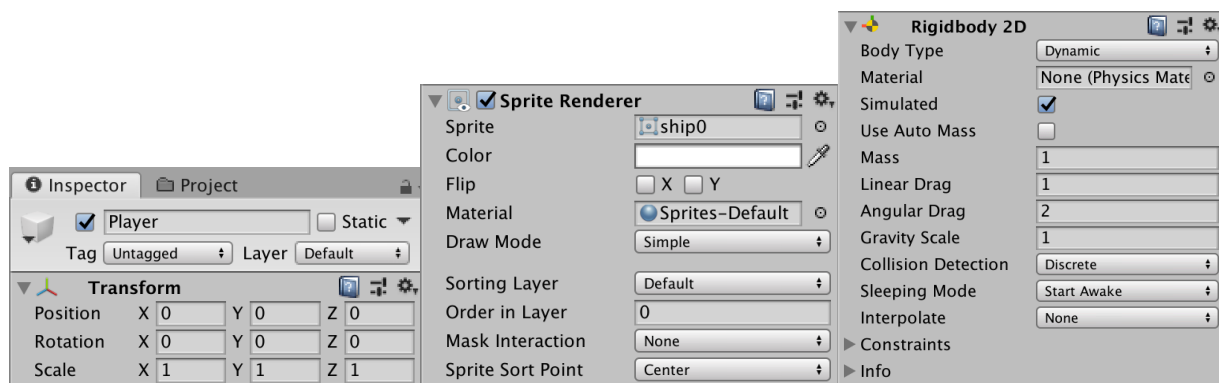 Inspector Project
Player Static
Tag Untagged Layer Default
Transform
Position X 0 Y 0 Z 0
Rotation X 0 Y 0 Z 0
Scale X 1 Y 1 Z 1
Sprite Renderer
Sprite ship0
Color
Flip X Y
Material Sprites-Default
Draw Mode Simple
Sorting Layer Default
Order in Layer 0
Mask Interaction None
Sprite Sort Point Center
Rigidbody 2D
Body Type Dynamic
Material None (Physics Mate
Simulated
Use Auto Mass
Mass 1
Linear Drag 1
Angular Drag 2
Gravity Scale 1
Collision Detection Discrete
Sleeping Mode Start Awake
Interpolate None
Constraints
Info